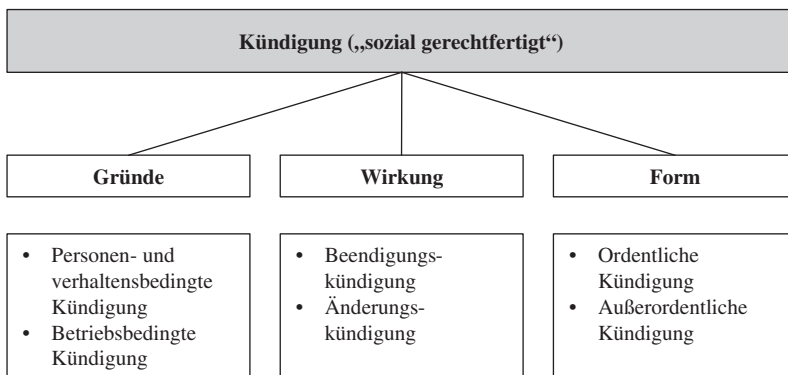 Kündigung („sozial gerechtfertigt“)
Gründe
Wirkung
Form
• Personen- und
verhaltensbedingte
Kündigung
• Betriebsbedingte
Kündigung
• Beendigungs-
kündigung
• Änderungs-
kündigung
• Ordentliche
Kündigung
• Außerordentliche
Kündigung